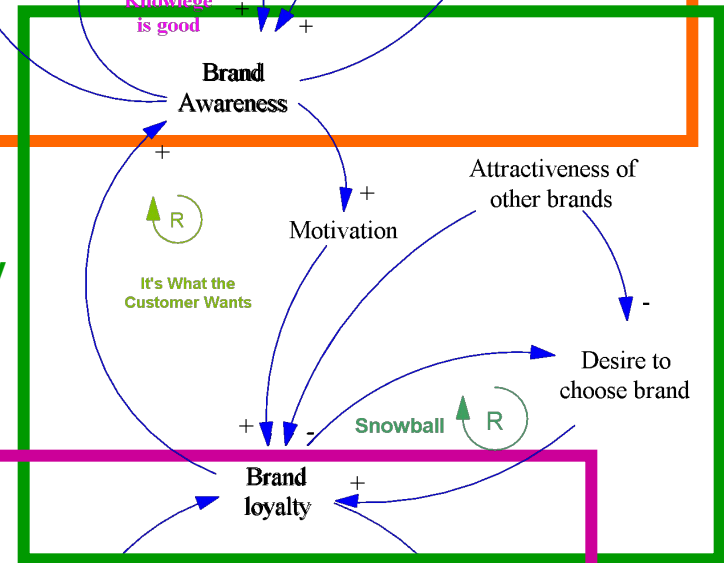 Knowlege
is good
+
+
Brand
Awareness
+
+
Attractiveness of
other brands
R
Motivation
It's What the
Customer Wants
-
Desire to
choose brand
+
-
Snowball
R
Brand
loyalty
+